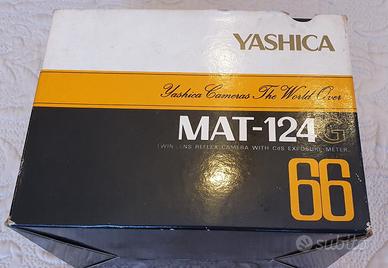 YASHICA
Yashica Cameras The World Over
MAT-124G
TWIN LENS REFLEX CAMERA WITH CdS EXPOSURE METER
66
subito